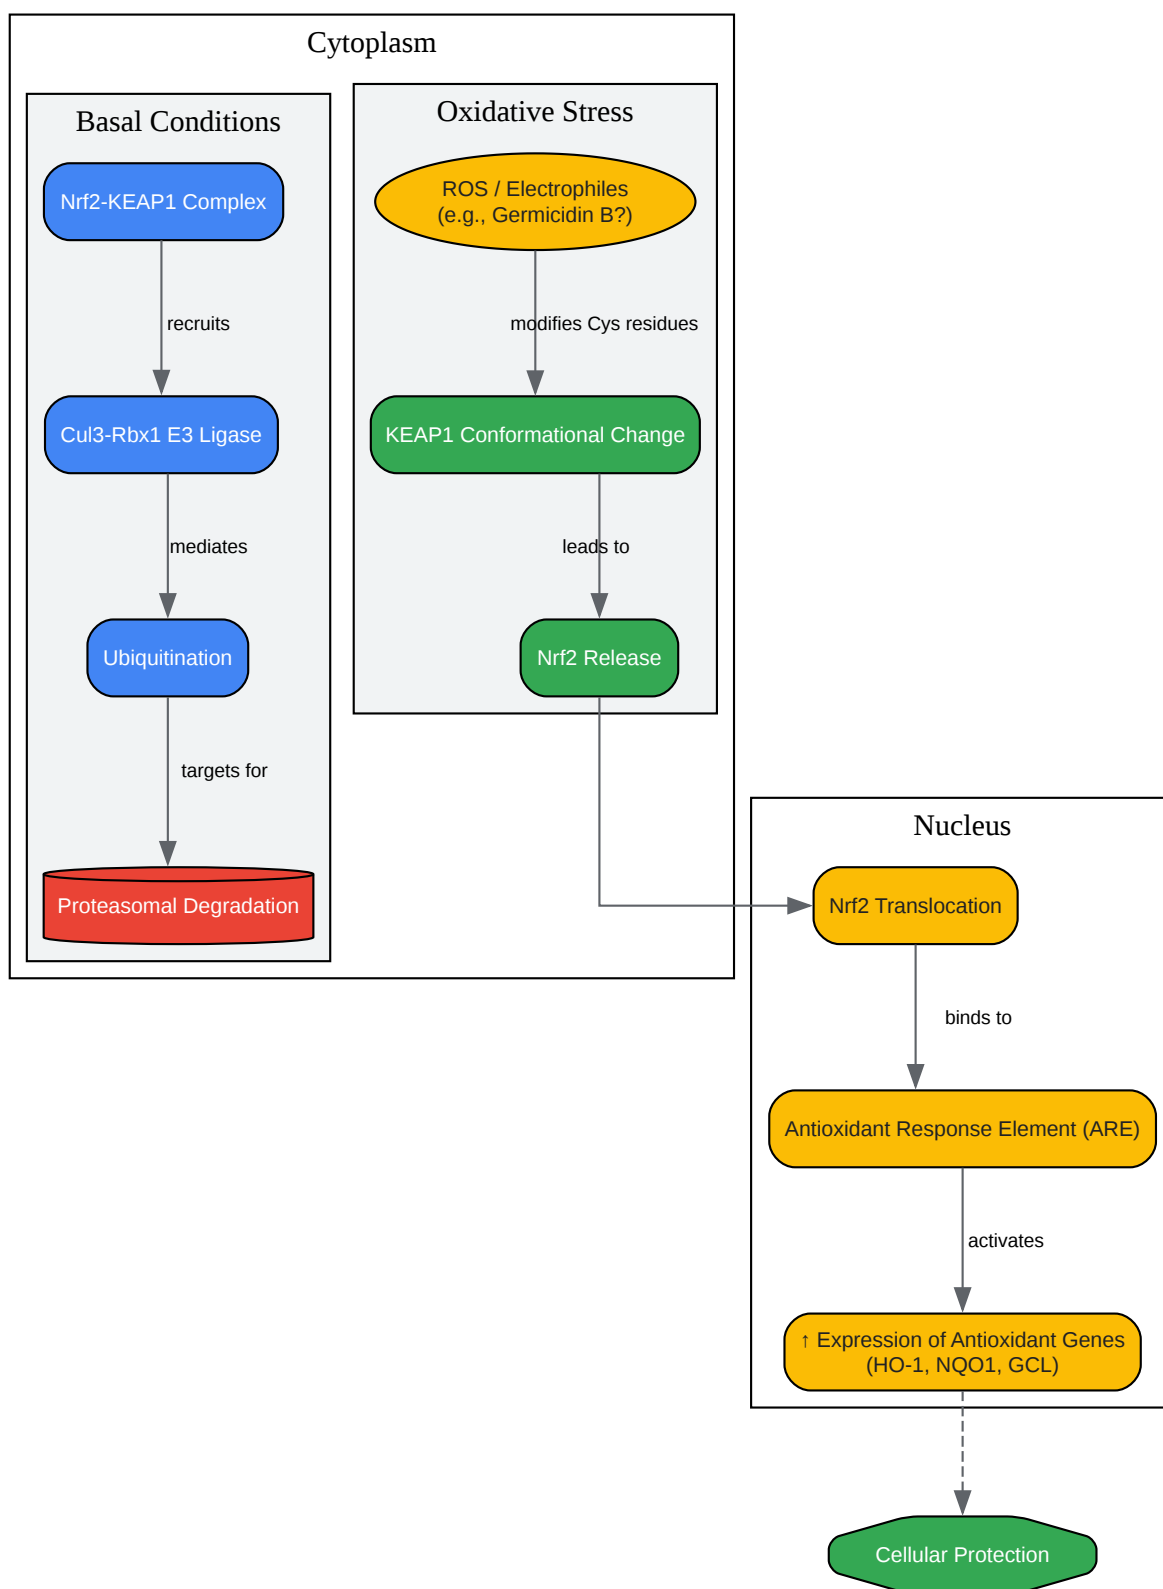 Cytoplasm
Basal Conditions
Nrf2-KEAP1 Complex
recruits
Cul3-Rbx1 E3 Ligase
mediates
Ubiquitination
targets for
Proteasomal Degradation
Oxidative Stress
ROS / Electrophiles
(e.g., Germicidin B?)
modifies Cys residues
KEAP1 Conformational Change
leads to
Nrf2 Release
Nucleus
Nrf2 Translocation
binds to
Antioxidant Response Element (ARE)
activates
↑ Expression of Antioxidant Genes
(HO-1, NQO1, GCL)
Cellular Protection